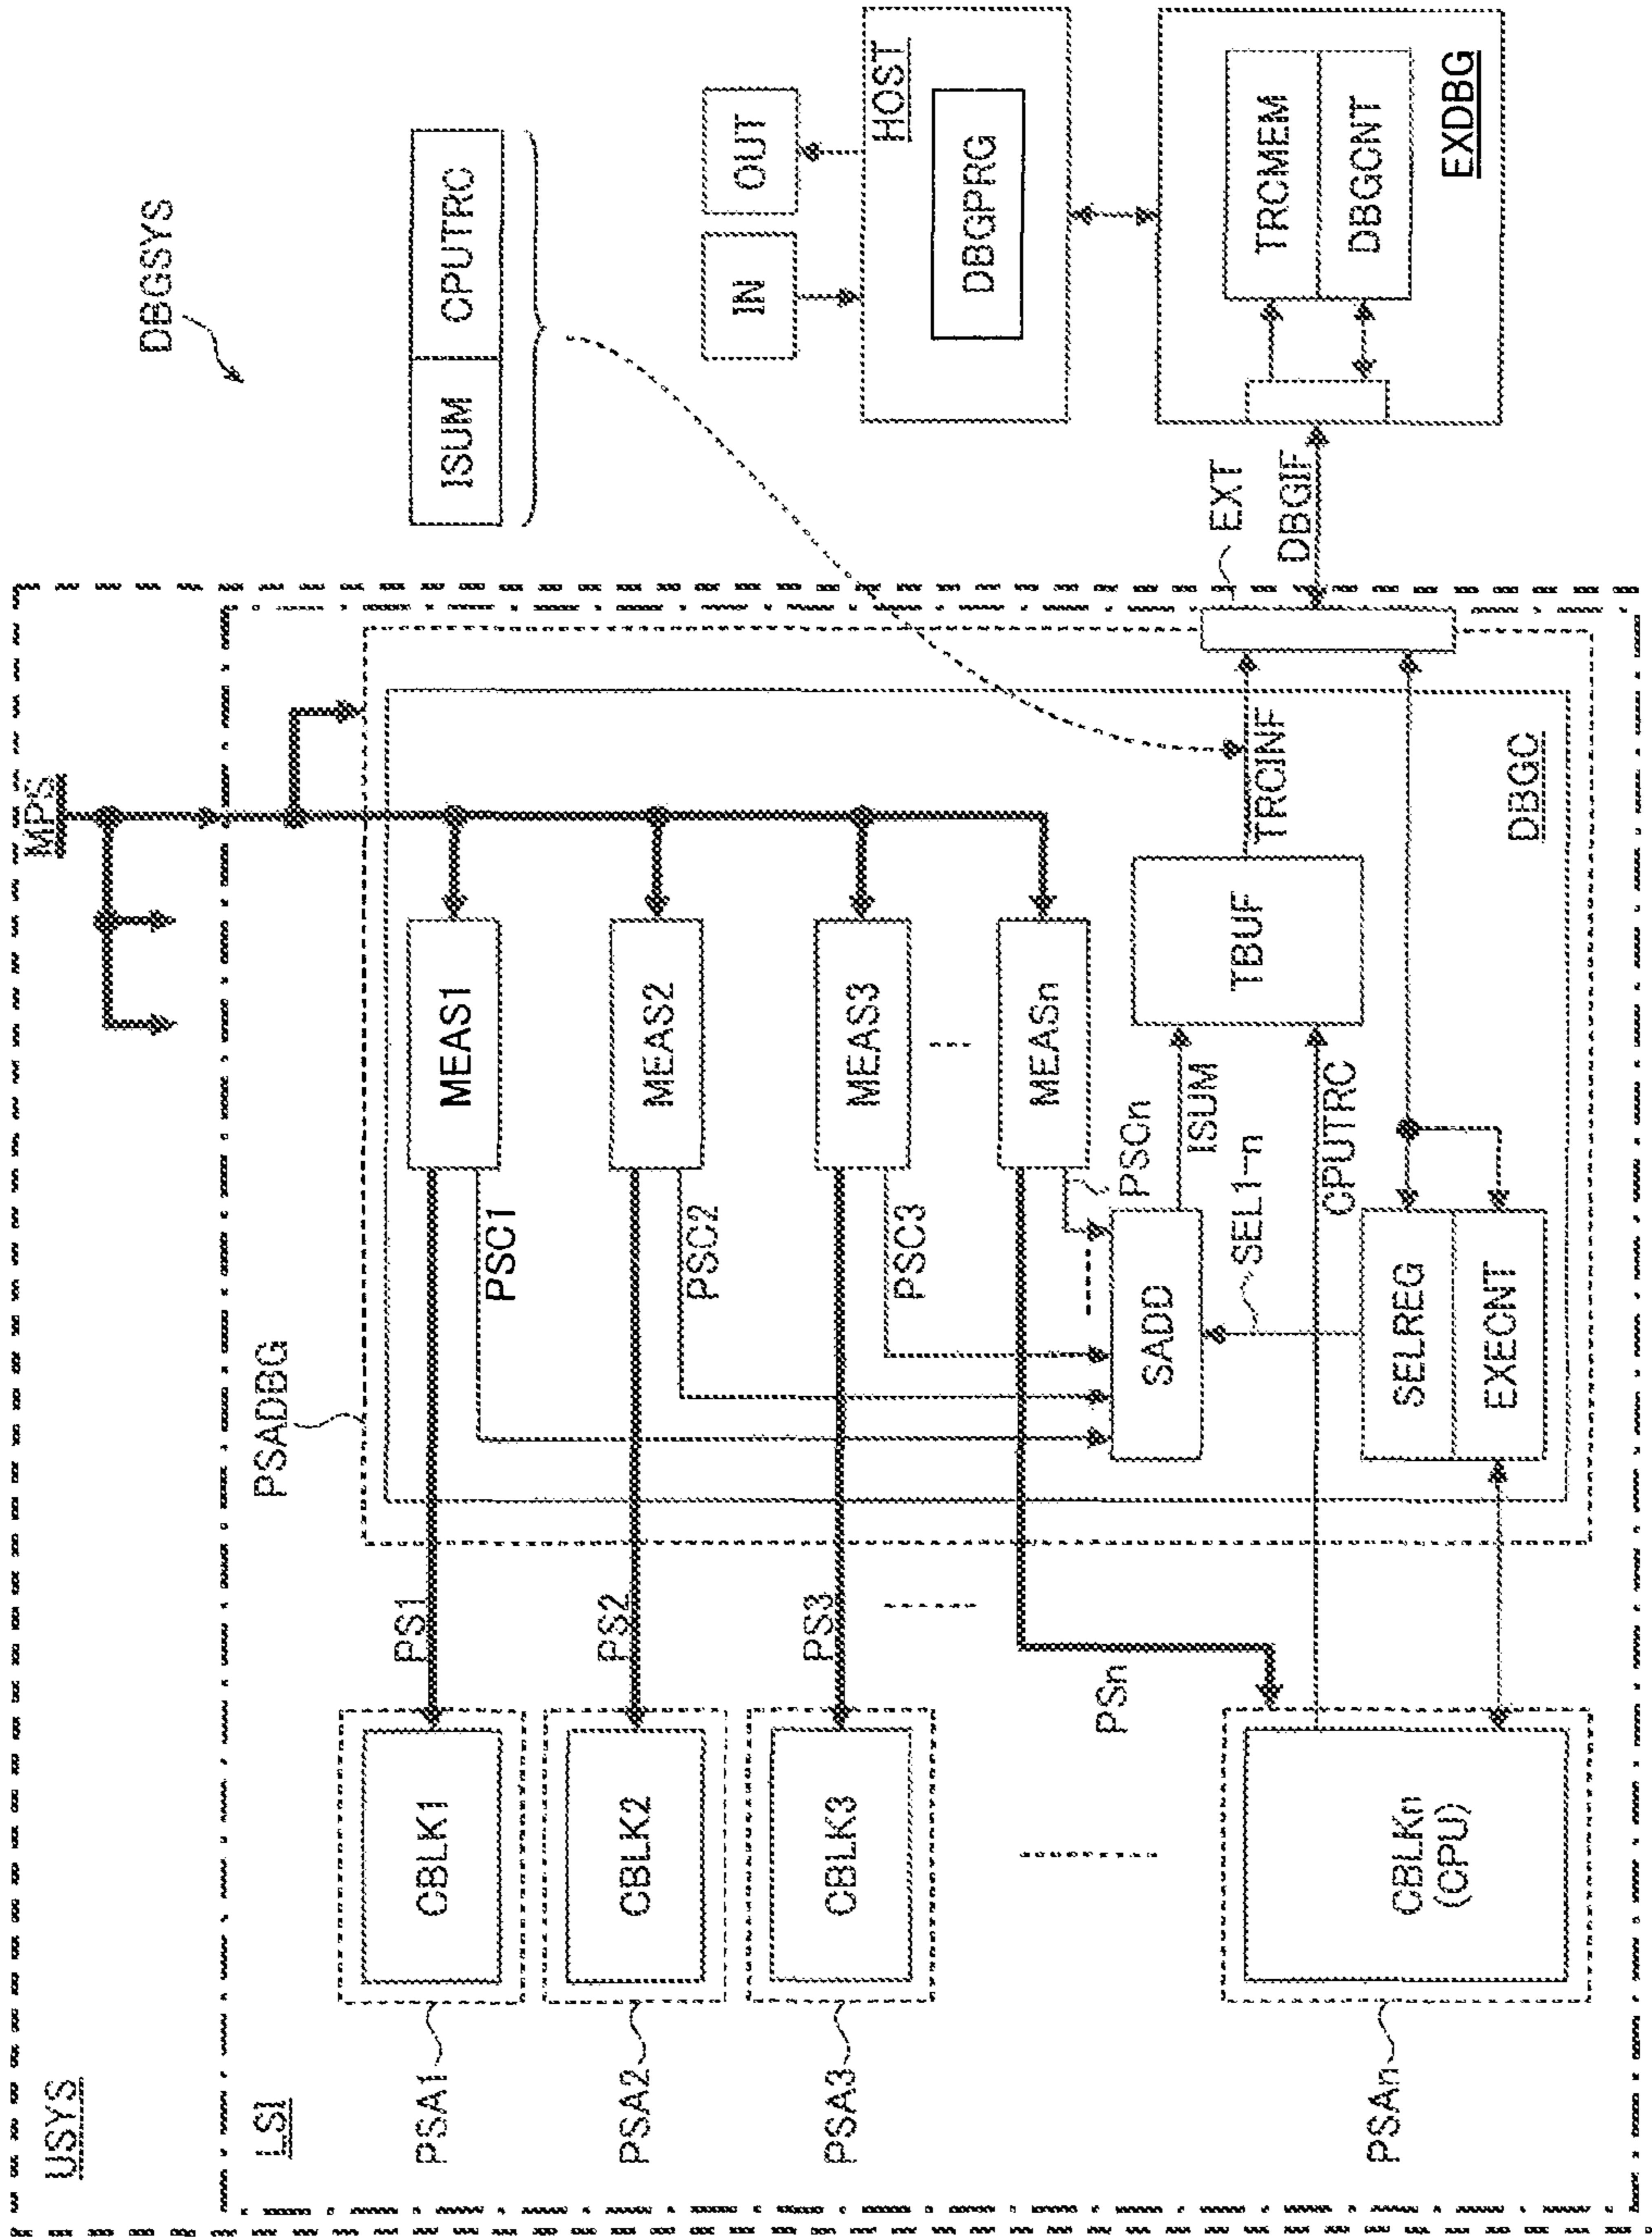 DBGSYS
USYS
MPS
LSI
PSADBG
ISUM
CPUTRC
PSA1
CBLK1
PS1
MEAS1
PSC1
PSA2
CBLK2
PS2
MEAS2
PSC2
PSA3
CBLK3
PS3
MEAS3
PSC3
MEASn
PSCn
PSn
PSAn
CBLKn
(CPU)
SADD
ISUM
SEL1-n
TBUF
CPUTRC
TRCINF
SELREG
EXECNT
DBGC
EXT
DBGIF
IN
OUT
HOST
DBGPRG
TRCMEM
DBGCNT
EXDBG